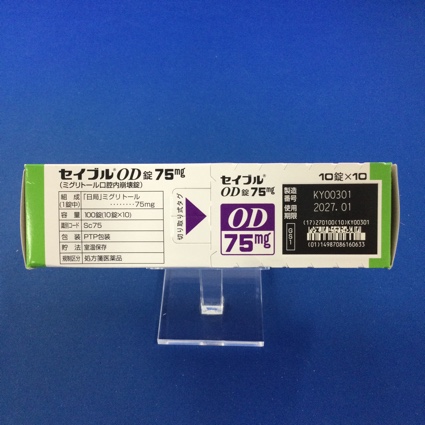 セイブル®OD錠75mg
(ミグリトール口腔内崩壊錠)
組成(1錠中) 「日局」ミグリトール
‥‥‥‥75mg
容量 100錠(10錠×10)
識別コード Sc75
包装 PTP包装
貯法 室温保存
規制区分 処方箋医薬品
切り取り式タグ
セイブル®
OD錠75mg
OD
75mg
10錠×10
製造番号 KY00301
使用期限 2027.01
(17)270100(10)KY00301
(01)14987086160633